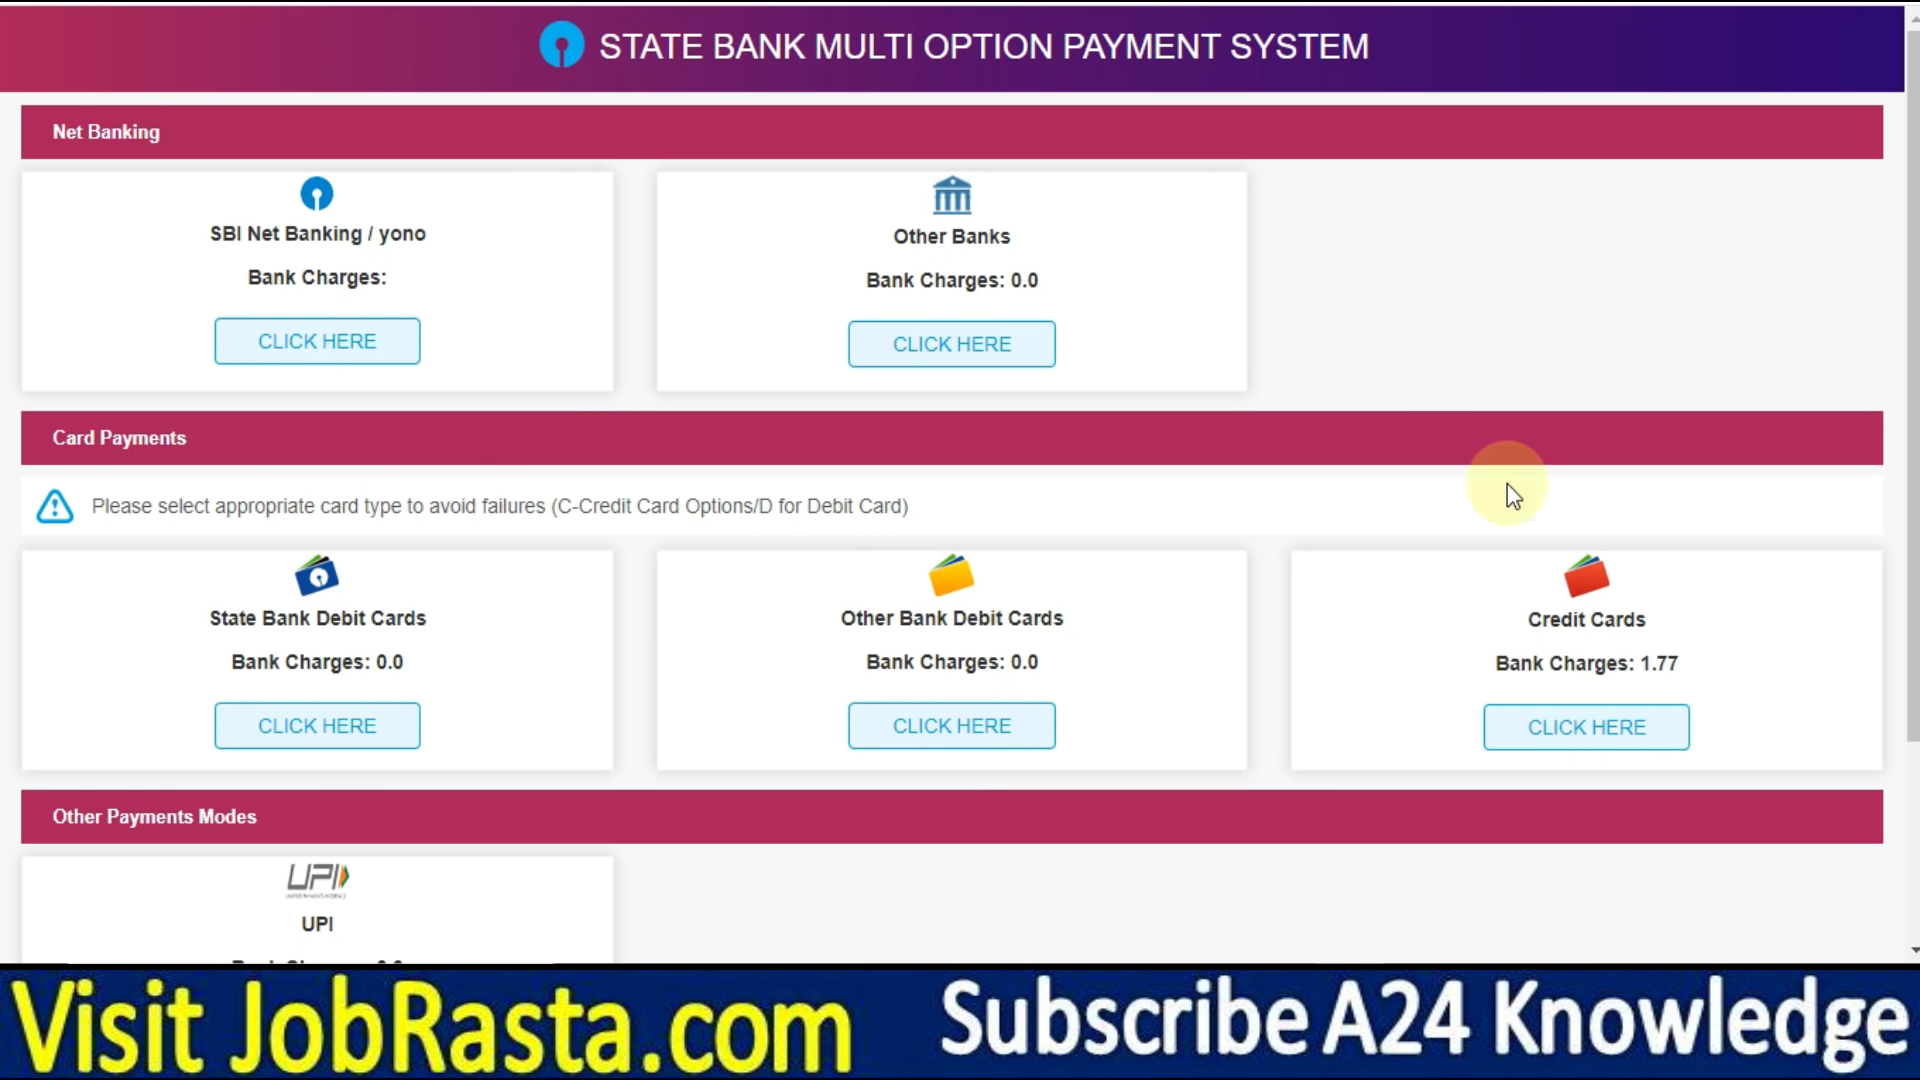 STATE BANK MULTI OPTION PAYMENT SYSTEM
Net Banking
SBI Net Banking / yono
Bank Charges:
CLICK HERE
Other Banks
Bank Charges: 0.0
CLICK HERE
Card Payments
Please select appropriate card type to avoid failures (C-Credit Card Options/D for Debit Card)
State Bank Debit Cards
Bank Charges: 0.0
CLICK HERE
Other Bank Debit Cards
Bank Charges: 0.0
CLICK HERE
Credit Cards
Bank Charges: 1.77
CLICK HERE
Other Payments Modes
UPI
UPI
Visit JobRasta.com
Subscribe A24 Knowledge